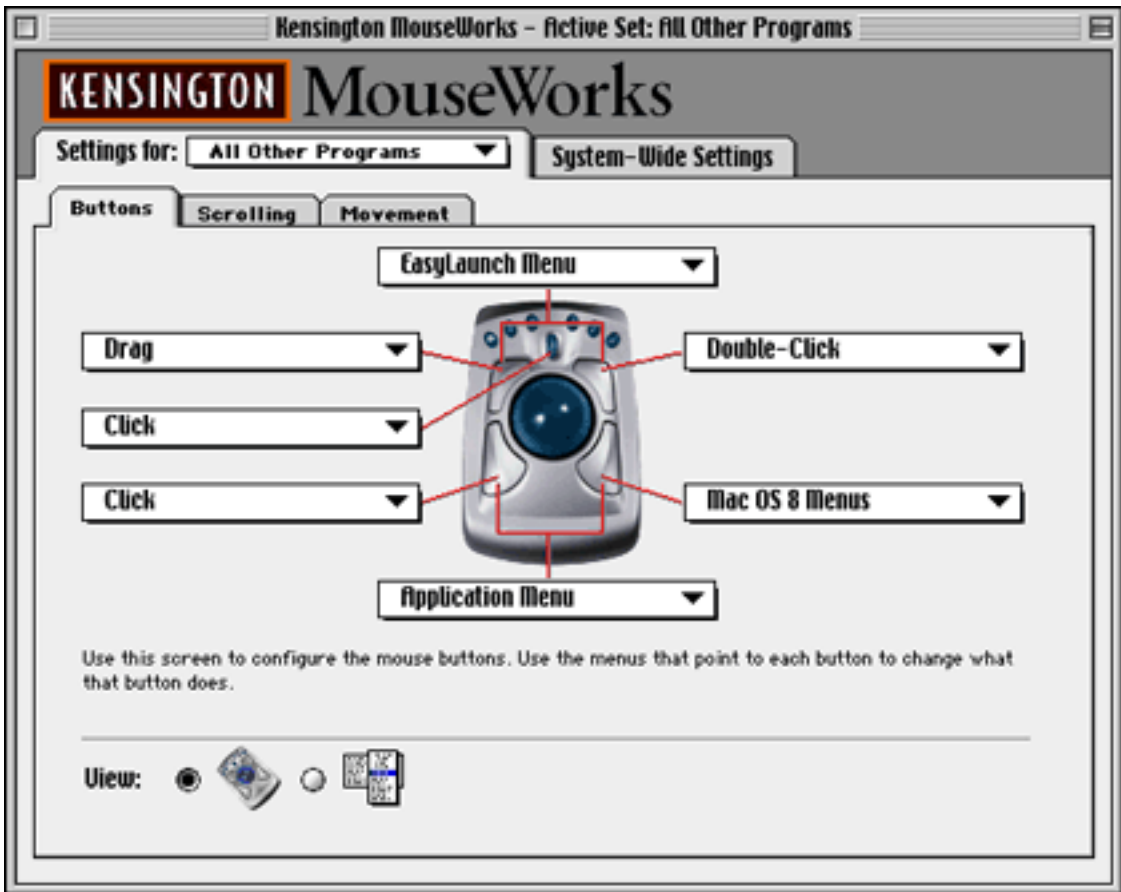 Kensington MouseWorks – Active Set: All Other Programs
KENSINGTON MouseWorks
Settings for: All Other Programs System-Wide Settings
Buttons Scrolling Movement
EasyLaunch Menu
Drag Double-Click
Click
Click Mac OS 8 Menus
Application Menu
Use this screen to configure the mouse buttons. Use the menus that point to each button to change what
that button does.
View: